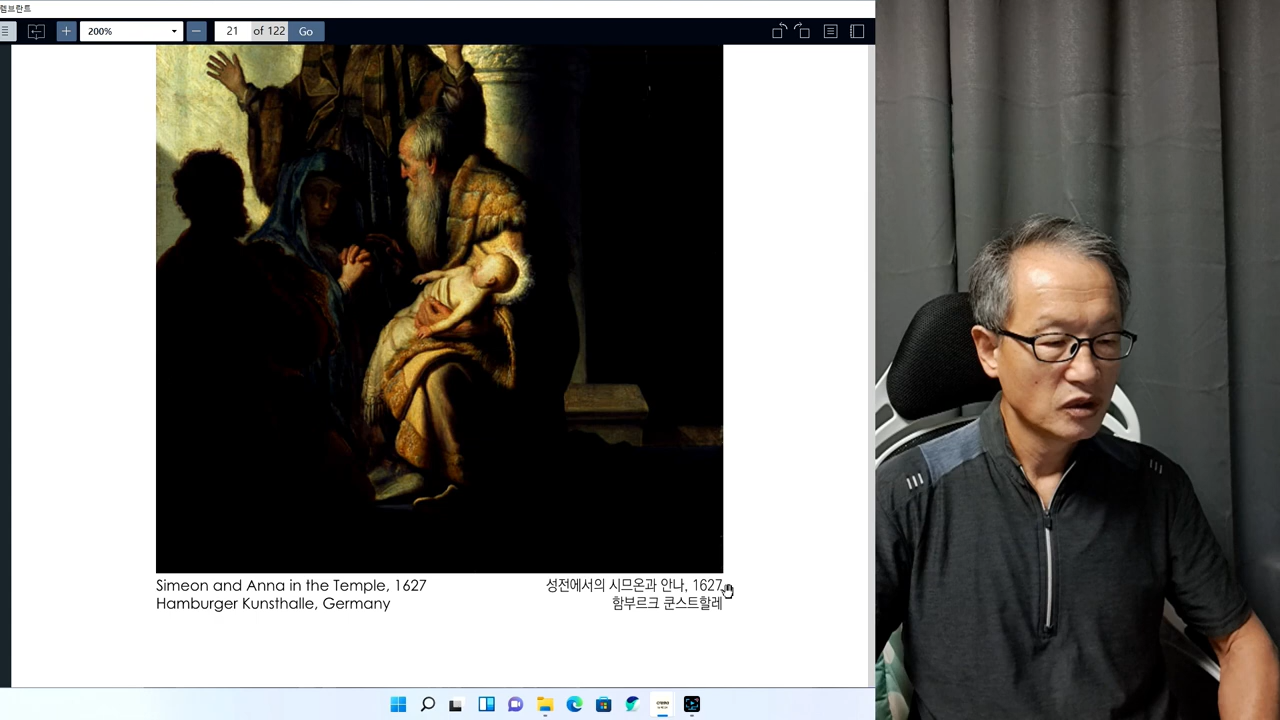 렘브란트
200%
21 of 122 Go
Simeon and Anna in the Temple, 1627
Hamburger Kunsthalle, Germany
성전에서의 시므온과 안나, 1627
함부르크 쿤스트할레